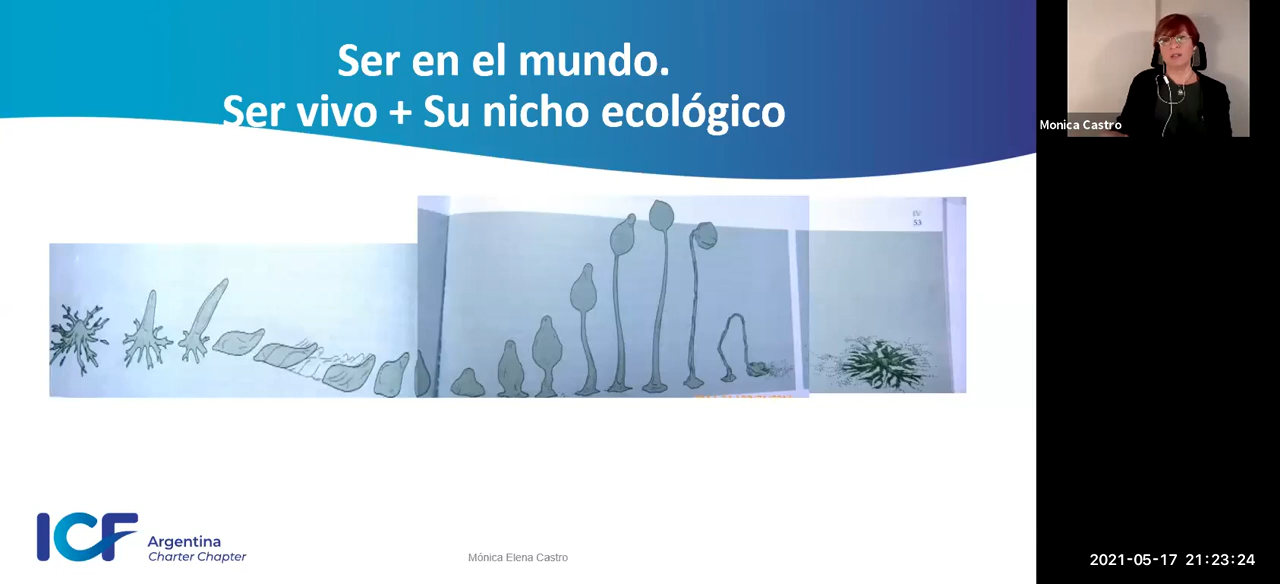 Ser en el mundo.
Ser vivo + Su nicho ecológico
Monica Castro
53
ICF
Argentina
Charter Chapter
Mónica Elena Castro
2021-05-17 21:23:24